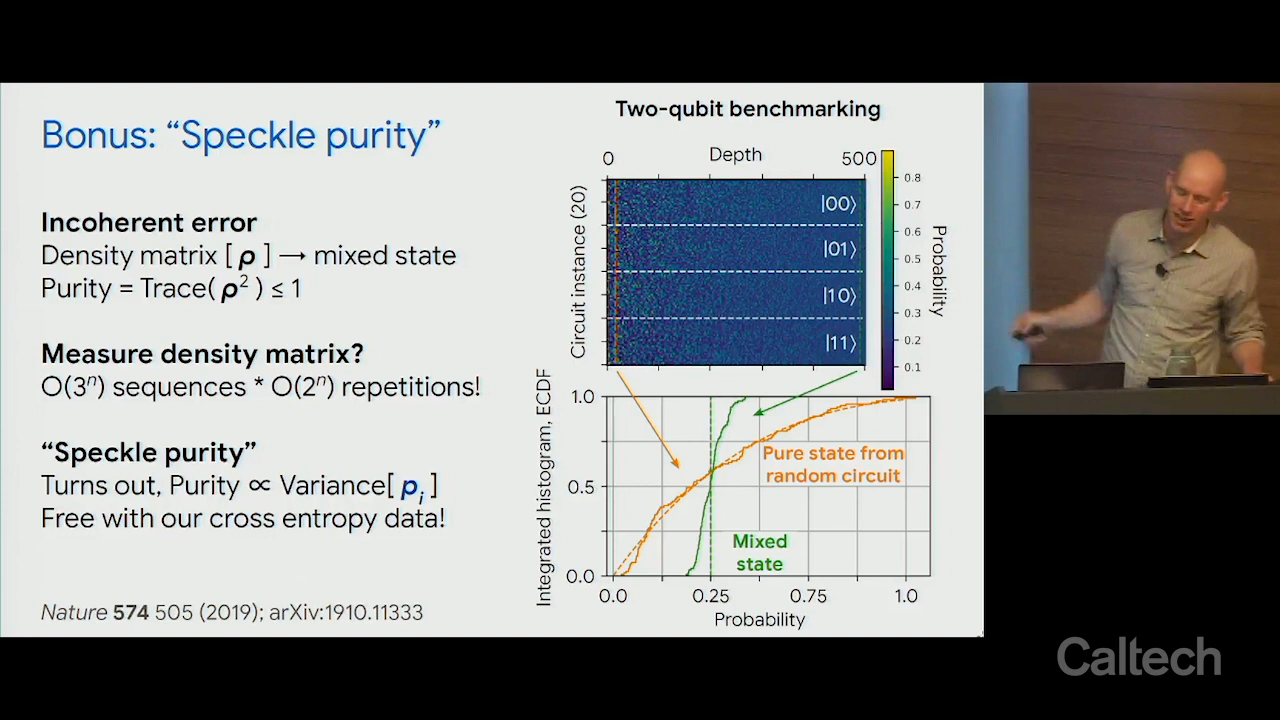 Bonus: “Speckle purity”
Incoherent error
Density matrix [ ρ ] → mixed state
Purity = Trace( ρ² ) ≤ 1
Measure density matrix?
O(3ⁿ) sequences * O(2ⁿ) repetitions!
“Speckle purity”
Turns out, Purity ∝ Variance[ pᵢ ]
Free with our cross entropy data!
Nature 574 505 (2019); arXiv:1910.11333
Two-qubit benchmarking
0 Depth 500
Circuit instance (20)
|00⟩
|01⟩
|10⟩
|11⟩
0.8
0.7
0.6
0.5
0.4
0.3
0.2
0.1
Probability
Integrated histogram, ECDF
1.0
0.5
0.0
Pure state from
random circuit
Mixed
state
0.0 0.25 0.75 1.0
Probability
Caltech